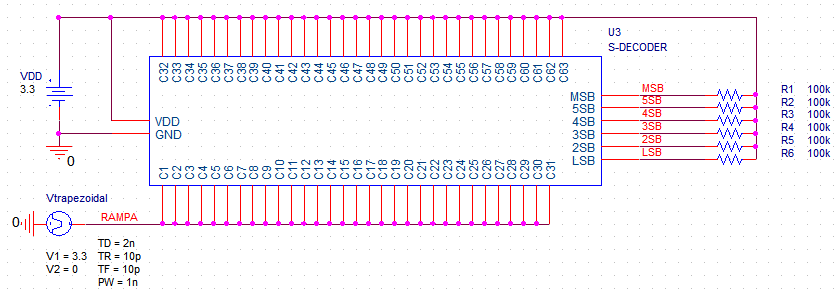 U3
S-DECODER
C32 C33 C34 C35 C36 C37 C38 C39 C40 C41 C42 C43 C44 C45 C46 C47 C48 C49 C50 C51 C52 C53 C54 C55 C56 C57 C58 C59 C60 C61 C62 C63
VDD
3.3
VDD
GND
0
MSB MSB R1 100k
5SB 5SB R2 100k
4SB 4SB R3 100k
3SB 3SB R4 100k
2SB 2SB R5 100k
LSB LSB R6 100k
C1 C2 C3 C4 C5 C6 C7 C8 C9 C10 C11 C12 C13 C14 C15 C16 C17 C18 C19 C20 C21 C22 C23 C24 C25 C26 C27 C28 C29 C30 C31
Vtrapezoidal
0 RAMPA
V1 = 3.3
V2 = 0
TD = 2n
TR = 10p
TF = 10p
PW = 1n